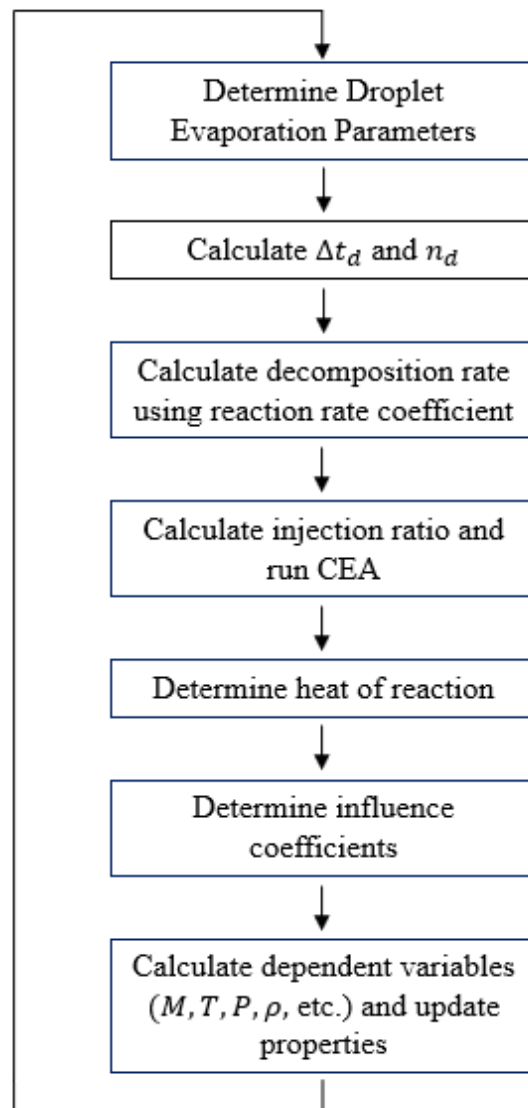 Determine Droplet
Evaporation Parameters
Calculate Δt_d and n_d
Calculate decomposition rate
using reaction rate coefficient
Calculate injection ratio and
run CEA
Determine heat of reaction
Determine influence
coefficients
Calculate dependent variables
(M, T, P, ρ, etc.) and update
properties